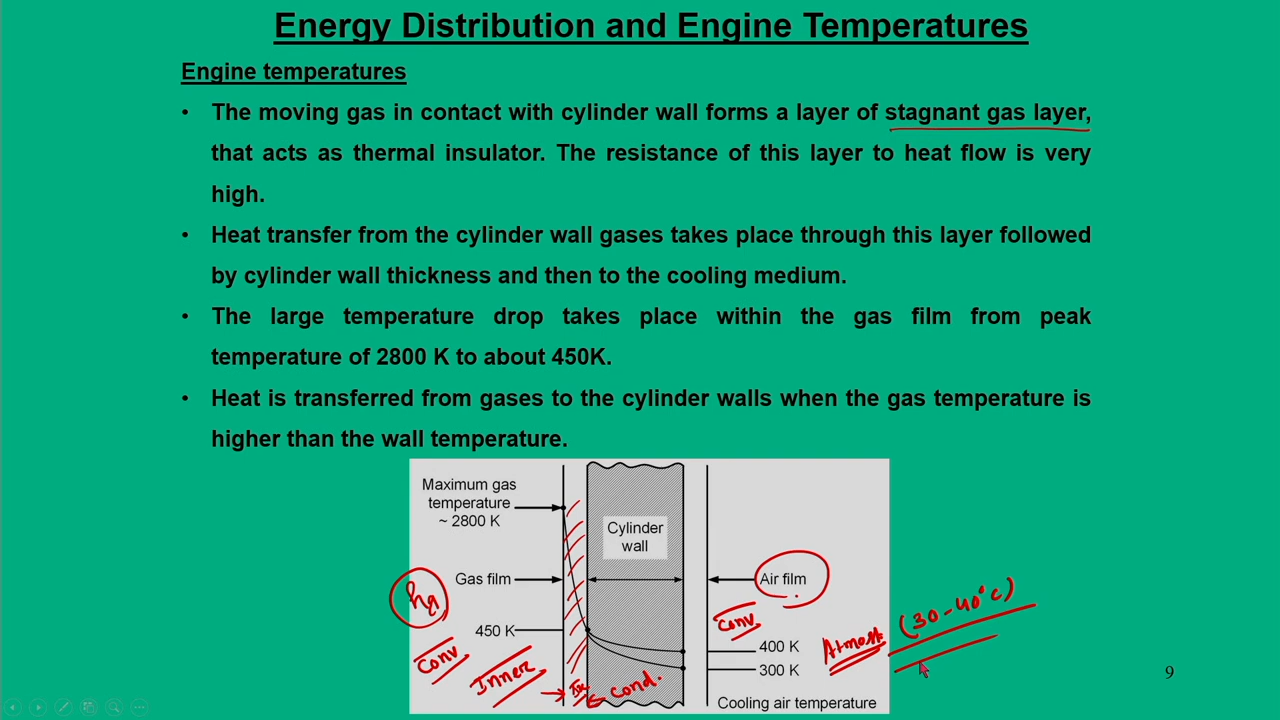 Energy Distribution and Engine Temperatures
Engine temperatures
• The moving gas in contact with cylinder wall forms a layer of stagnant gas layer,
that acts as thermal insulator. The resistance of this layer to heat flow is very
high.
• Heat transfer from the cylinder wall gases takes place through this layer followed
by cylinder wall thickness and then to the cooling medium.
• The large temperature drop takes place within the gas film from peak
temperature of 2800 K to about 450K.
• Heat is transferred from gases to the cylinder walls when the gas temperature is
higher than the wall temperature.
Maximum gas
temperature
~ 2800 K
Cylinder
wall
Gas film
Air film
450 K
400 K
300 K
Cooling air temperature
Conv
Inner
Cond.
Conv
Atmost
(30-40°C)
9